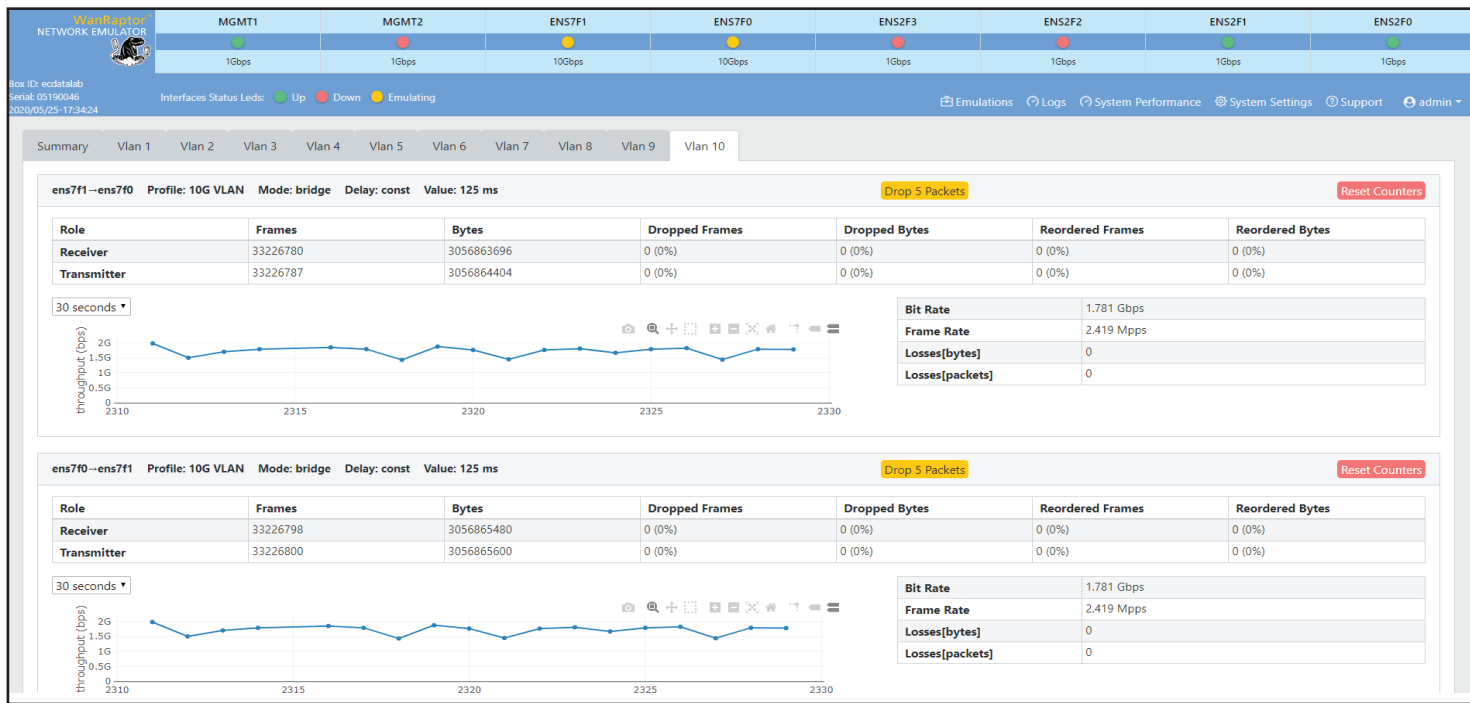 WanRaptor™
NETWORK EMULATOR
MGMT1 MGMT2 ENS7F1 ENS7F0 ENS2F3 ENS2F2 ENS2F1 ENS2F0
1Gbps 1Gbps 10Gbps 10Gbps 1Gbps 1Gbps 1Gbps 1Gbps
Box ID: ecdatalab
Serial: 05190046
2020/05/25-17:34:24
Interfaces Status Leds: Up Down Emulating
Emulations Logs System Performance System Settings Support admin
Summary Vlan 1 Vlan 2 Vlan 3 Vlan 4 Vlan 5 Vlan 6 Vlan 7 Vlan 8 Vlan 9 Vlan 10
ens7f1→ens7f0 Profile: 10G VLAN Mode: bridge Delay: const Value: 125 ms Drop 5 Packets Reset Counters
Role Frames Bytes Dropped Frames Dropped Bytes Reordered Frames Reordered Bytes
Receiver 33226780 3056863696 0 (0%) 0 (0%) 0 (0%) 0 (0%)
Transmitter 33226787 3056864404 0 (0%) 0 (0%) 0 (0%) 0 (0%)
30 seconds
throughput (bps)
2G
1.5G
1G
0.5G
0
2310 2315 2320 2325 2330
Bit Rate 1.781 Gbps
Frame Rate 2.419 Mpps
Losses[bytes] 0
Losses[packets] 0
ens7f0→ens7f1 Profile: 10G VLAN Mode: bridge Delay: const Value: 125 ms Drop 5 Packets Reset Counters
Role Frames Bytes Dropped Frames Dropped Bytes Reordered Frames Reordered Bytes
Receiver 33226798 3056865480 0 (0%) 0 (0%) 0 (0%) 0 (0%)
Transmitter 33226800 3056865600 0 (0%) 0 (0%) 0 (0%) 0 (0%)
30 seconds
throughput (bps)
2G
1.5G
1G
0.5G
0
2310 2315 2320 2325 2330
Bit Rate 1.781 Gbps
Frame Rate 2.419 Mpps
Losses[bytes] 0
Losses[packets] 0